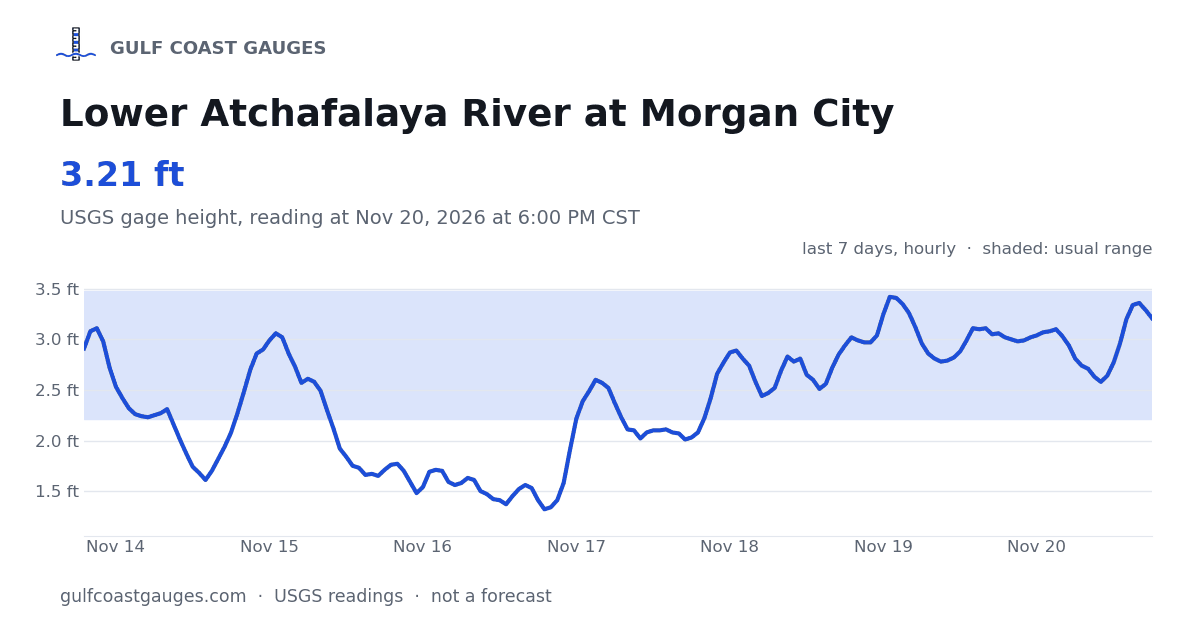 GULF COAST GAUGES
Lower Atchafalaya River at Morgan City
3.21 ft
USGS gage height, reading at Nov 20, 2026 at 6:00 PM CST
last 7 days, hourly · shaded: usual range
3.5 ft
3.0 ft
2.5 ft
2.0 ft
1.5 ft
Nov 14 Nov 15 Nov 16 Nov 17 Nov 18 Nov 19 Nov 20
gulfcoastgauges.com · USGS readings · not a forecast